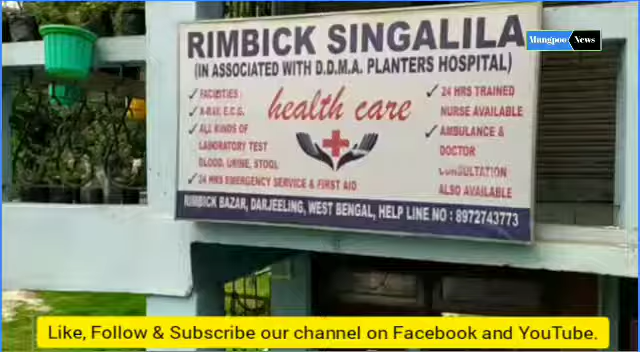 Mungpoo News
RIMBICK SINGALILA
(IN ASSOCIATED WITH D.D.M.A. PLANTERS HOSPITAL)
✓ FACILITIES :
✓ X-RAY, E.C.G.
✓ ALL KINDS OF
LABORATORY TEST
BLOOD, URINE, STOOL
✓ 24 HRS EMERGENCY SERVICE & FIRST AID
health care
✓ 24 HRS TRAINED
NURSE AVAILABLE
✓ AMBULANCE &
DOCTOR
CONSULTATION
ALSO AVAILABLE
RIMBICK BAZAR, DARJEELING, WEST BENGAL, HELP LINE NO : 8972743773
Like, Follow & Subscribe our channel on Facebook and YouTube.